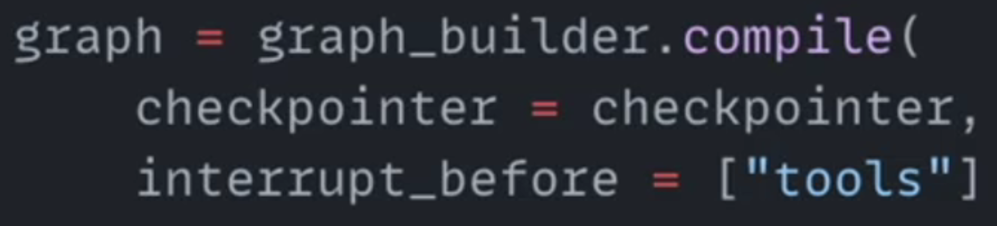 graph = graph_builder.compile(
    checkpointer = checkpointer,
    interrupt_before = ["tools"]